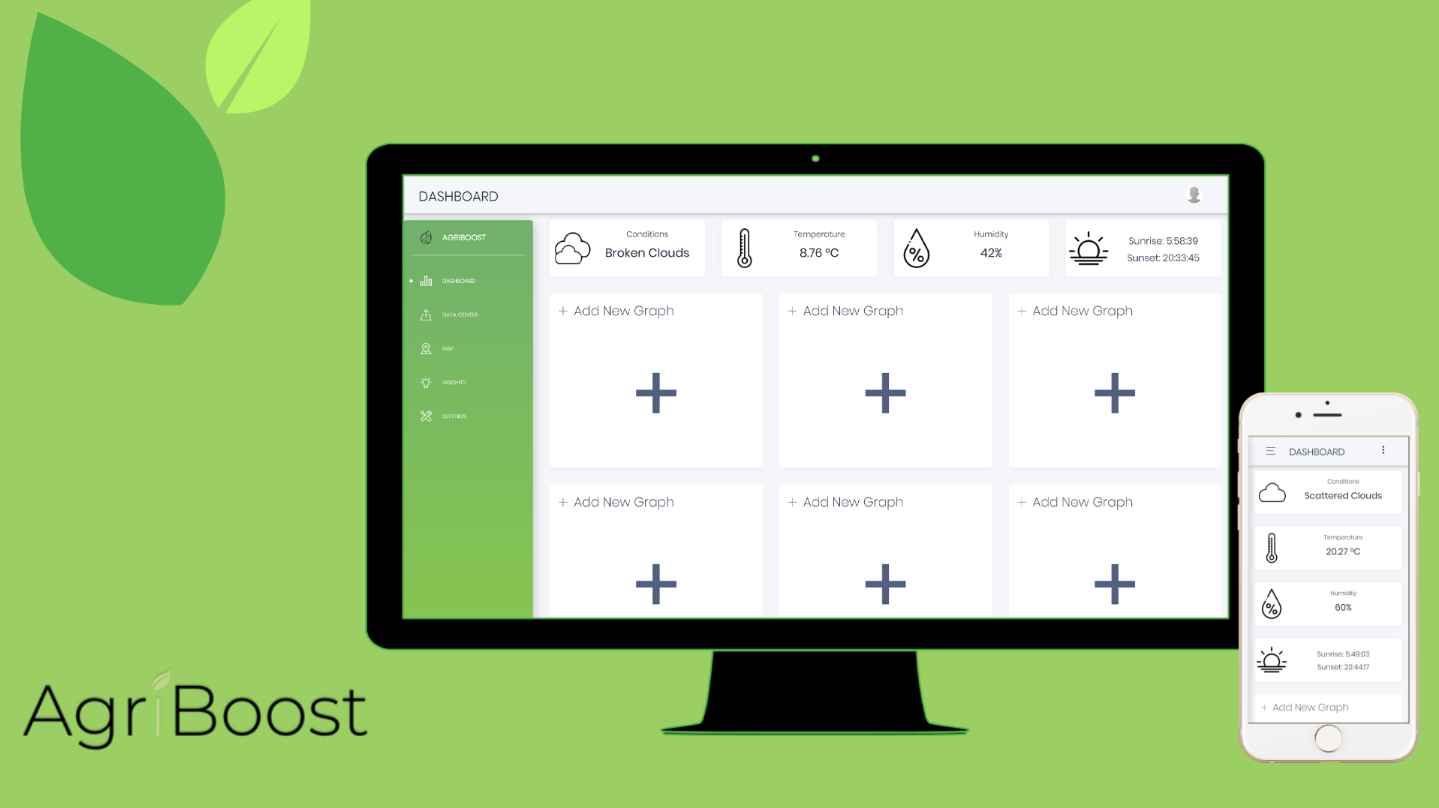 DASHBOARD
AGRIBOOST
DASHBOARD
DATA CENTER
MAP
INSIGHTS
SETTINGS
Conditions
Broken Clouds
Temperature
8.76 ºC
Humidity
42%
Sunrise: 5:58:39
Sunset: 20:33:45
+ Add New Graph
+ Add New Graph
+ Add New Graph
+ Add New Graph
+ Add New Graph
+ Add New Graph
DASHBOARD
Conditions
Scattered Clouds
Temperature
20.27 ºC
Humidity
60%
Sunrise: 5:49:03
Sunset: 20:44:17
+ Add New Graph
AgriBoost